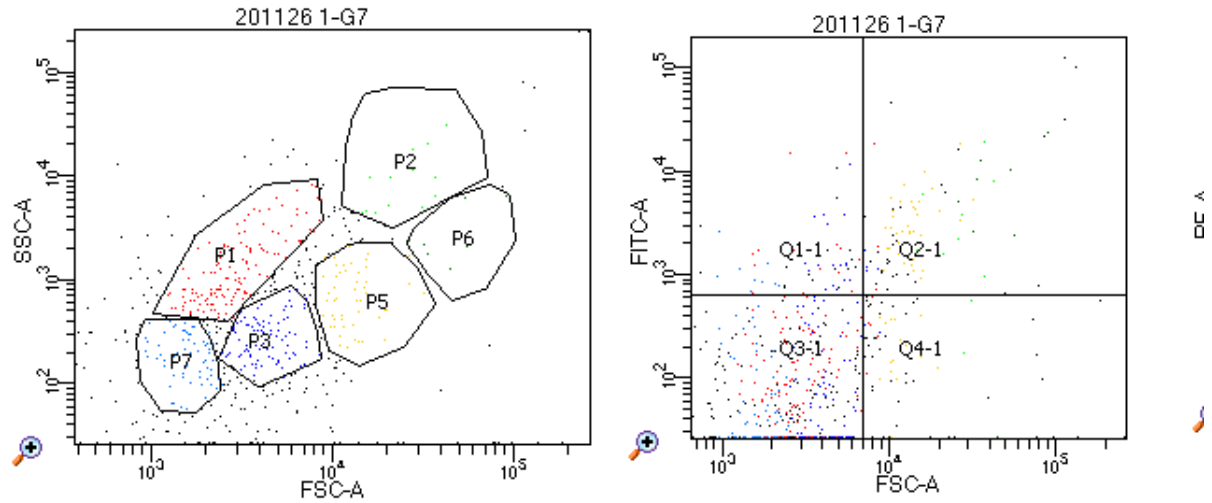 201126 1-G7
SSC-A
10^5
10^4
10^3
10^2
P2
P1
P6
P5
P3
P7
10^3
10^4
10^5
FSC-A
201126 1-G7
FITC-A
10^5
10^4
10^3
10^2
Q1-1
Q2-1
Q3-1
Q4-1
10^3
10^4
10^5
FSC-A